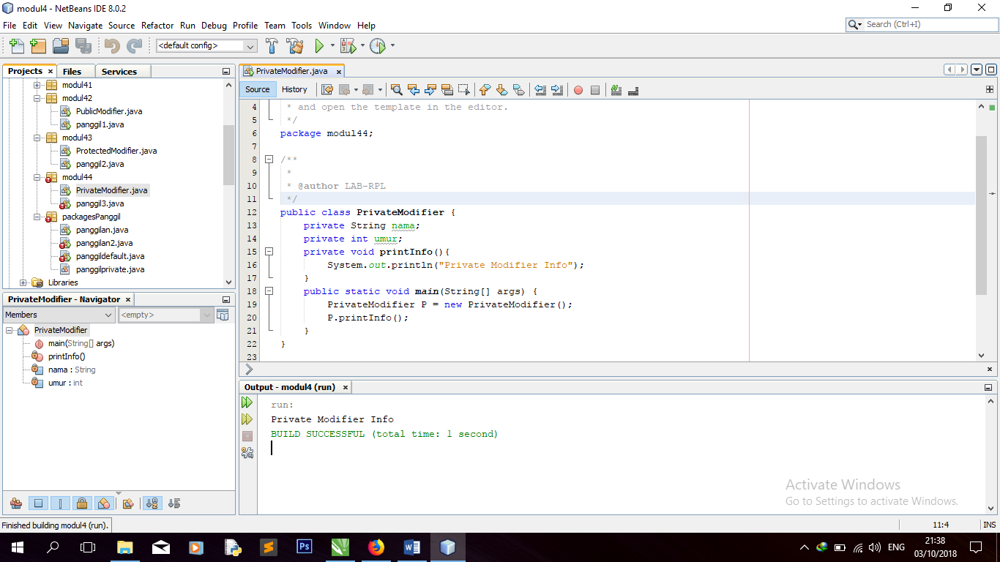 modul4 - NetBeans IDE 8.0.2
File Edit View Navigate Source Refactor Run Debug Profile Team Tools Window Help
Search (Ctrl+I)
<default config>
Projects Files Services
modul41
modul42
PublicModifier.java
panggil1.java
modul43
ProtectedModifier.java
panggil2.java
modul44
PrivateModifier.java
panggil3.java
packagesPanggil
panggilan.java
panggilan2.java
panggildefault.java
panggilprivate.java
Libraries
PrivateModifier - Navigator
Members <empty>
PrivateModifier
main(String[] args)
printInfo()
nama : String
umur : int
PrivateModifier.java
Source History
4 * and open the template in the editor.
5 */
6 package modul44;
7
8 /**
9 *
10 * @author LAB-RPL
11 */
12 public class PrivateModifier {
13 private String nama;
14 private int umur;
15 private void printInfo(){
16 System.out.println("Private Modifier Info");
17 }
18 public static void main(String[] args) {
19 PrivateModifier P = new PrivateModifier();
20 P.printInfo();
21 }
22 }
23
Output - modul4 (run)
run:
Private Modifier Info
BUILD SUCCESSFUL (total time: 1 second)
Activate Windows
Go to Settings to activate Windows.
Finished building modul4 (run).
11:4 INS
Ps
ENG
21:38
03/10/2018